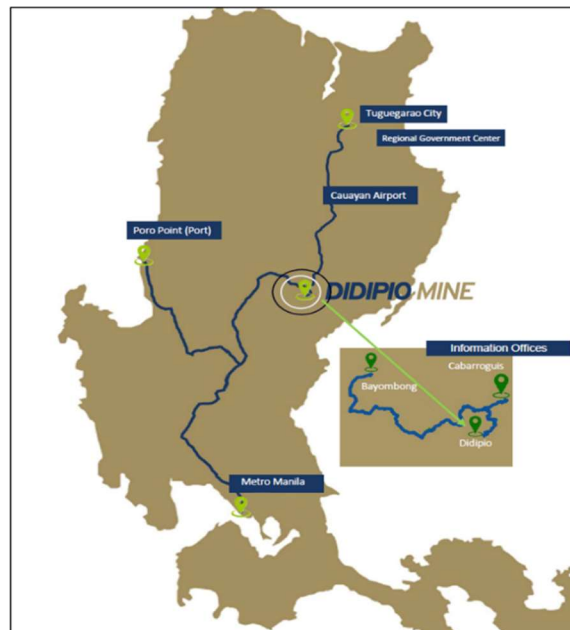 Tuguegarao City
Regional Government Center
Cauayan Airport
Poro Point (Port)
DIDIPIO MINE
Information Offices
Cabarroguis
Bayombong
Didipio
Metro Manila